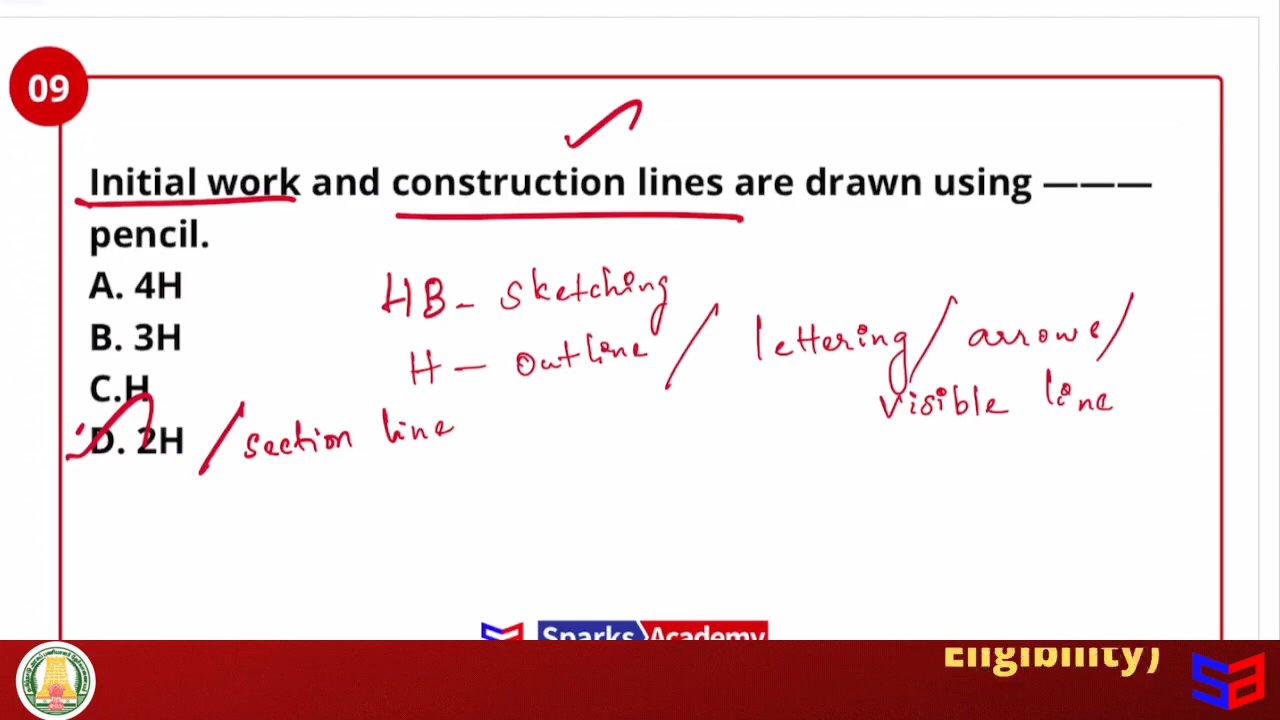 09
Initial work and construction lines are drawn using ———
pencil.
A. 4H
HB - Sketching
B. 3H
H - outline / lettering / arrows /
visible line
C.H
D. 2H / section line
Sparks Academy
Eligibility)
SA